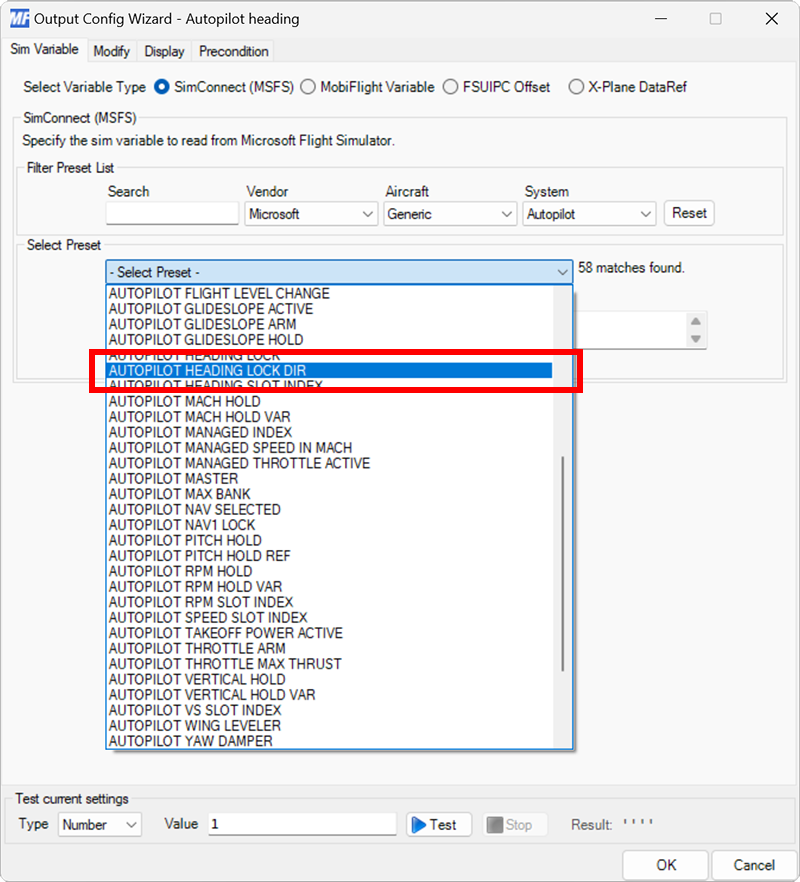 MF Output Config Wizard - Autopilot heading
Sim Variable Modify Display Precondition
Select Variable Type SimConnect (MSFS) MobiFlight Variable FSUIPC Offset X-Plane DataRef
SimConnect (MSFS)
Specify the sim variable to read from Microsoft Flight Simulator.
Filter Preset List
Search Vendor Aircraft System
Microsoft Generic Autopilot Reset
Select Preset
- Select Preset - 58 matches found.
AUTOPILOT FLIGHT LEVEL CHANGE
AUTOPILOT GLIDESLOPE ACTIVE
AUTOPILOT GLIDESLOPE ARM
AUTOPILOT GLIDESLOPE HOLD
AUTOPILOT HEADING LOCK
AUTOPILOT HEADING LOCK DIR
AUTOPILOT HEADING SLOT INDEX
AUTOPILOT MACH HOLD
AUTOPILOT MACH HOLD VAR
AUTOPILOT MANAGED INDEX
AUTOPILOT MANAGED SPEED IN MACH
AUTOPILOT MANAGED THROTTLE ACTIVE
AUTOPILOT MASTER
AUTOPILOT MAX BANK
AUTOPILOT NAV SELECTED
AUTOPILOT NAV1 LOCK
AUTOPILOT PITCH HOLD
AUTOPILOT PITCH HOLD REF
AUTOPILOT RPM HOLD
AUTOPILOT RPM HOLD VAR
AUTOPILOT RPM SLOT INDEX
AUTOPILOT SPEED SLOT INDEX
AUTOPILOT TAKEOFF POWER ACTIVE
AUTOPILOT THROTTLE ARM
AUTOPILOT THROTTLE MAX THRUST
AUTOPILOT VERTICAL HOLD
AUTOPILOT VERTICAL HOLD VAR
AUTOPILOT VS SLOT INDEX
AUTOPILOT WING LEVELER
AUTOPILOT YAW DAMPER
Test current settings
Type Number Value 1 Test Stop Result: ' ' ' '
OK Cancel